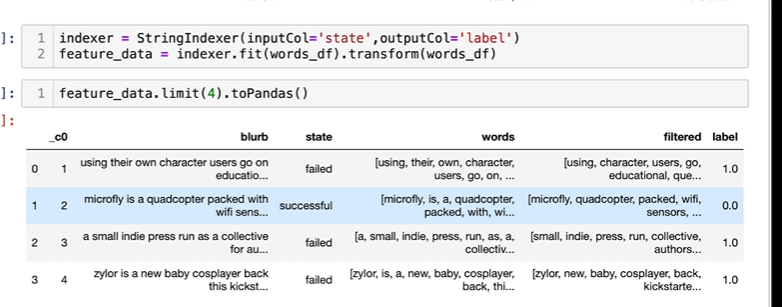 ]: 1 indexer = StringIndexer(inputCol='state',outputCol='label')
2 feature_data = indexer.fit(words_df).transform(words_df)
]: 1 feature_data.limit(4).toPandas()
]:
_c0 blurb state words filtered label
0 1 using their own character users go on educatio... failed [using, their, own, character, users, go, on, ... [using, character, users, go, educational, que... 1.0
1 2 microfly is a quadcopter packed with wifi sens... successful [microfly, is, a, quadcopter, packed, with, wi... [microfly, quadcopter, packed, wifi, sensors, ... 0.0
2 3 a small indie press run as a collective for au... failed [a, small, indie, press, run, as, a, collectiv... [small, indie, press, run, collective, authors... 1.0
3 4 zylor is a new baby cosplayer back this kickst... failed [zylor, is, a, new, baby, cosplayer, back, thi... [zylor, new, baby, cosplayer, back, kickstarte... 1.0